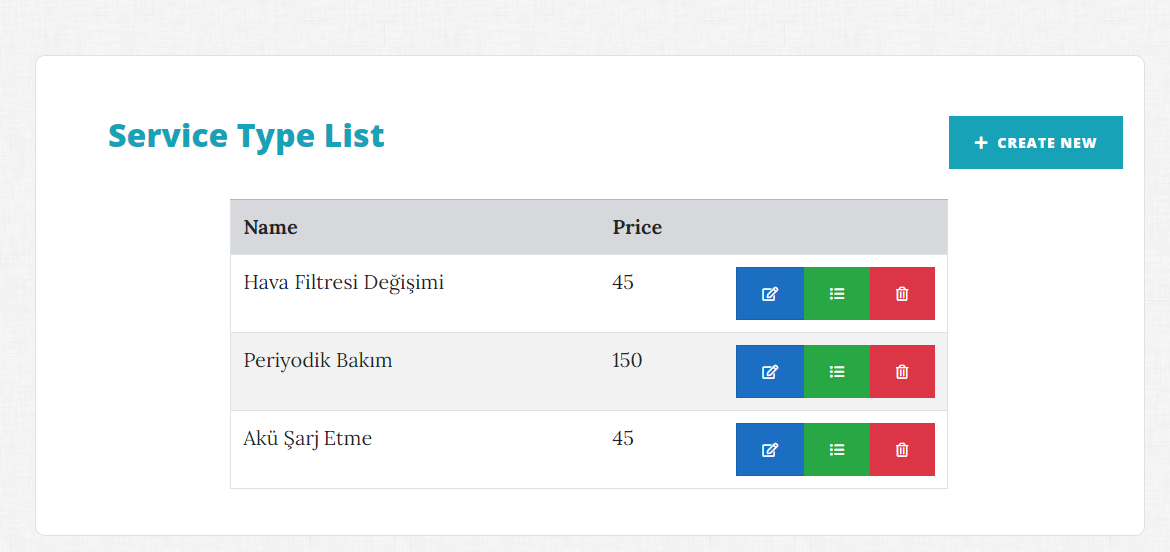 Service Type List
CREATE NEW
Name Price
Hava Filtresi Değişimi 45
Periyodik Bakım 150
Akü Şarj Etme 45